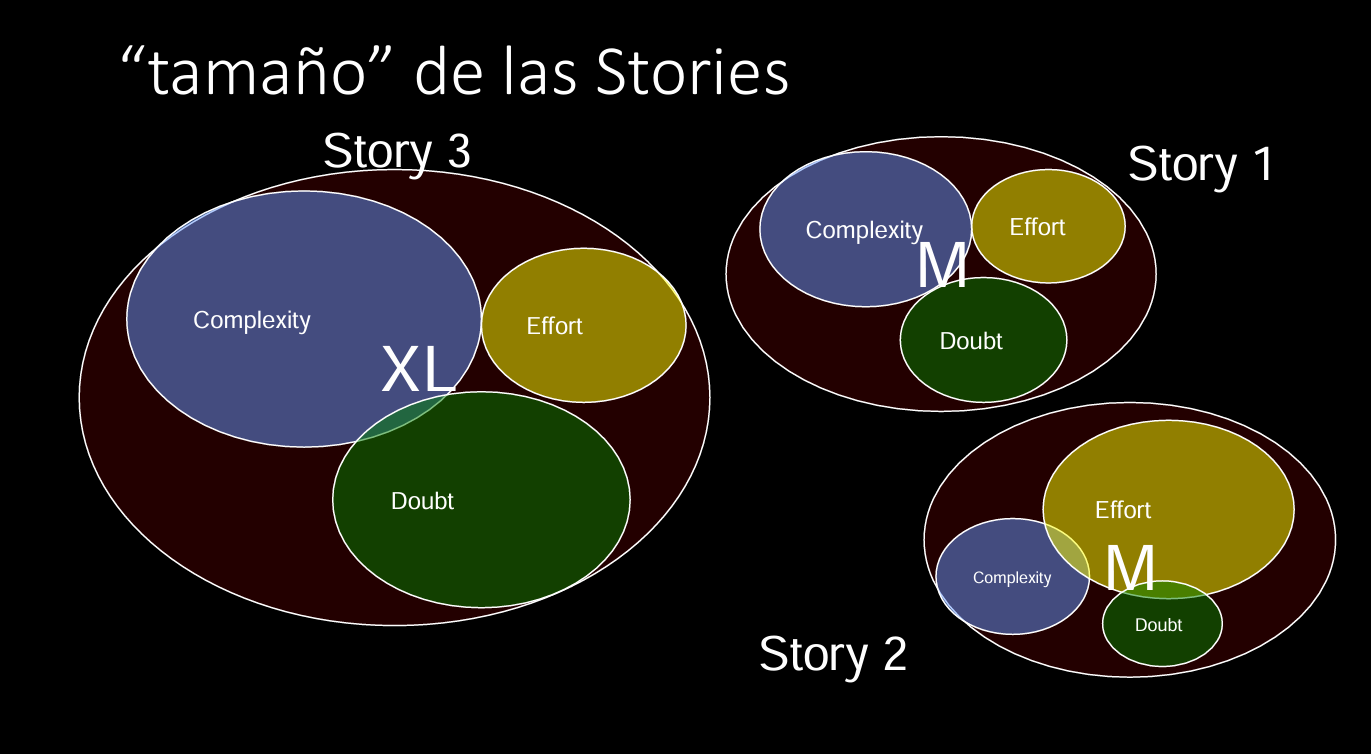 “tamaño” de las Stories
Story 3
Complexity
Effort
XL
Doubt
Story 1
Complexity
Effort
M
Doubt
Story 2
Effort
Complexity
M
Doubt